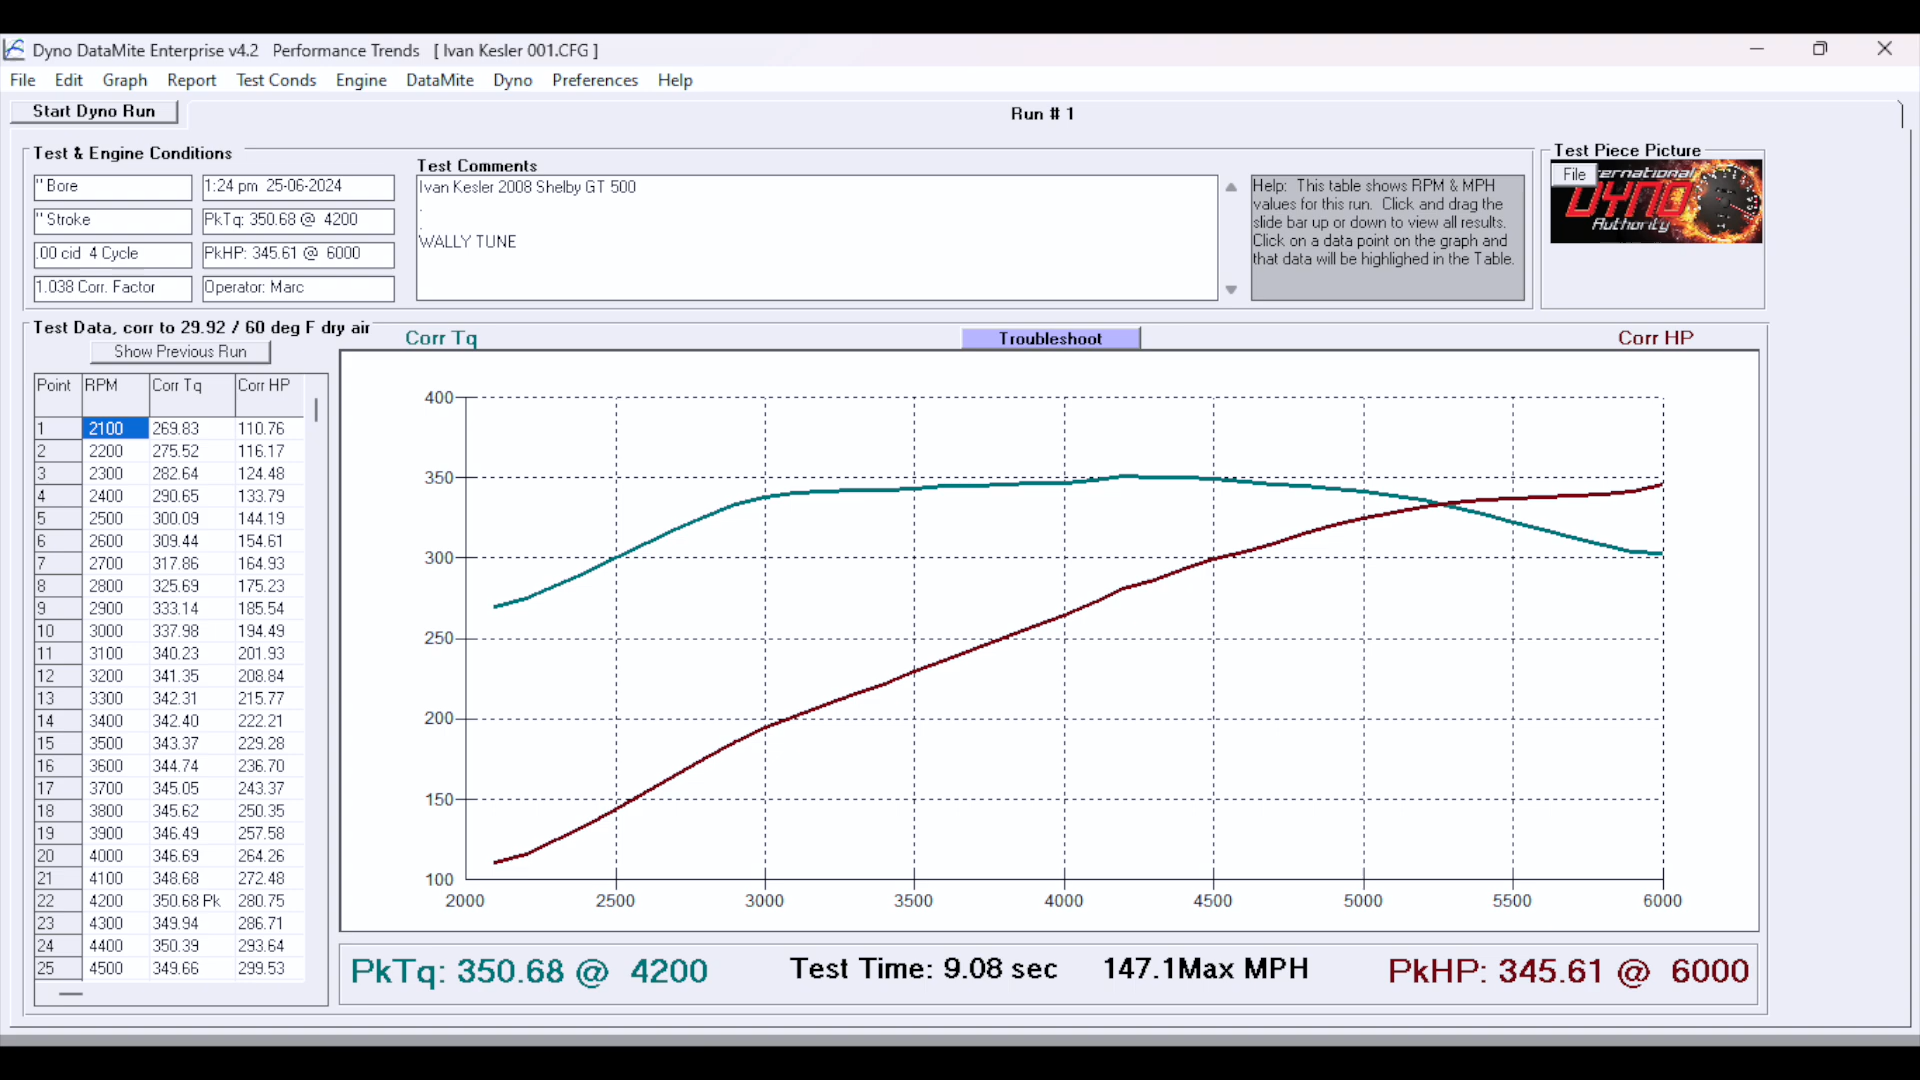 Dyno DataMite Enterprise v4.2 Performance Trends [ Ivan Kesler 001.CFG ]
File Edit Graph Report Test Conds Engine DataMite Dyno Preferences Help
Start Dyno Run
Run # 1
Test & Engine Conditions
" Bore
1:24 pm 25-06-2024
" Stroke
PkTq: 350.68 @ 4200
.00 cid 4 Cycle
PkHP: 345.61 @ 6000
1.038 Corr. Factor
Operator: Marc
Test Comments
Ivan Kesler 2008 Shelby GT 500
.
.
WALLY TUNE
Help: This table shows RPM & MPH
values for this run. Click and drag the
slide bar up or down to view all results.
Click on a data point on the graph and
that data will be highlighed in the Table.
Test Piece Picture
File
ernational
DYNO
Authority
Test Data, corr to 29.92 / 60 deg F dry air
Show Previous Run
Corr Tq
Troubleshoot
Corr HP
Point RPM Corr Tq Corr HP
1 2100 269.83 110.76
2 2200 275.52 116.17
3 2300 282.64 124.48
4 2400 290.65 133.79
5 2500 300.09 144.19
6 2600 309.44 154.61
7 2700 317.86 164.93
8 2800 325.69 175.23
9 2900 333.14 185.54
10 3000 337.98 194.49
11 3100 340.23 201.93
12 3200 341.35 208.84
13 3300 342.31 215.77
14 3400 342.40 222.21
15 3500 343.37 229.28
16 3600 344.74 236.70
17 3700 345.05 243.37
18 3800 345.62 250.35
19 3900 346.49 257.58
20 4000 346.69 264.26
21 4100 348.68 272.48
22 4200 350.68 Pk 280.75
23 4300 349.94 286.71
24 4400 350.39 293.64
25 4500 349.66 299.53
400
350
300
250
200
150
100
2000 2500 3000 3500 4000 4500 5000 5500 6000
PkTq: 350.68 @ 4200
Test Time: 9.08 sec
147.1Max MPH
PkHP: 345.61 @ 6000